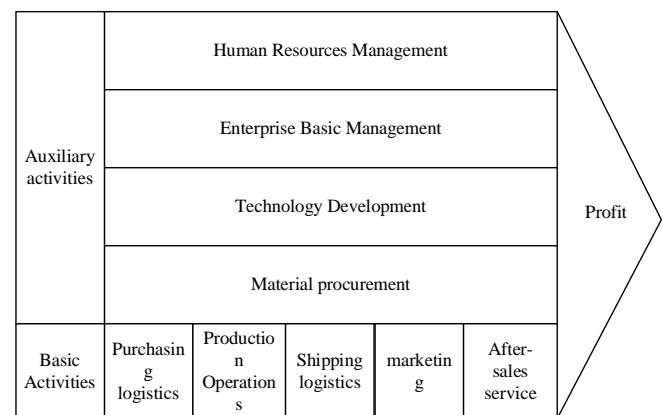 Human Resources Management
Enterprise Basic Management
Auxiliary
activities
Technology Development
Profit
Material procurement
Basic
Activities
Purchasin
g
logistics
Productio
n
Operation
s
Shipping
logistics
marketin
g
After-
sales
service